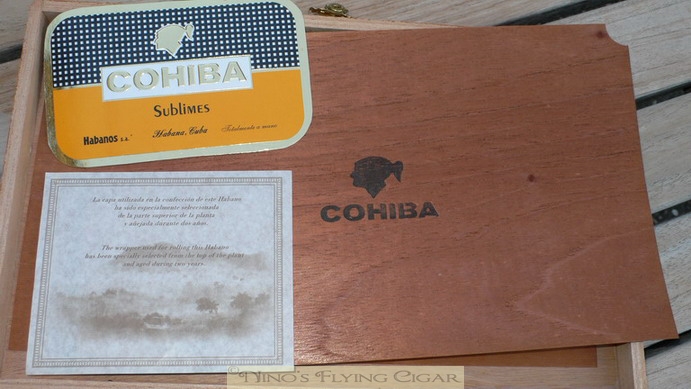 COHIBA
SUBLIMES
Habanos s.a.
Habana, Cuba
Totalmente a mano
La capa utilizada en la confección de este Habano
ha sido especialmente seleccionada
de la parte superior de la planta
y añejada durante dos años.
The wrapper used for rolling this Habano
has been specially selected from the top of the plant
and aged during two years.
COHIBA
© NINO'S FLYING CIGAR